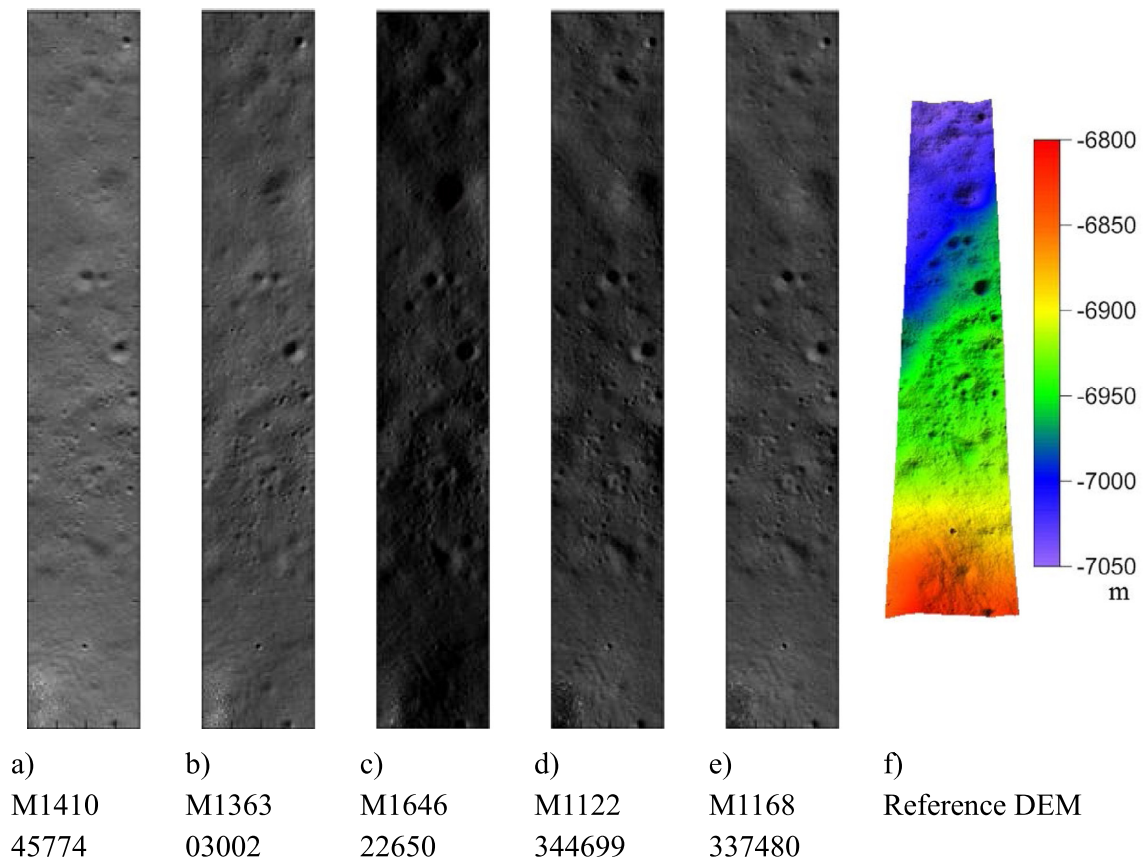 -6800
-6850
-6900
-6950
-7000
-7050
m
a)
M1410
45774
b)
M1363
03002
c)
M1646
22650
d)
M1122
344699
e)
M1168
337480
f)
Reference DEM